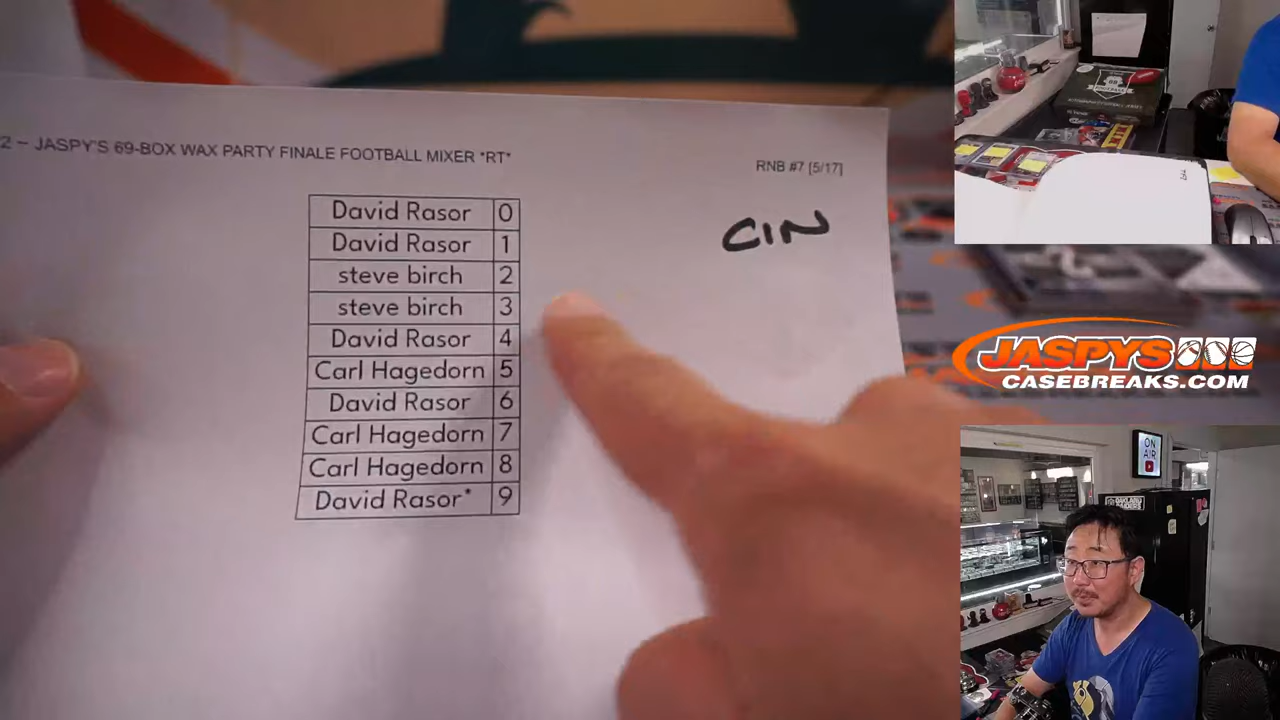 2 – JASPY'S 69-BOX WAX PARTY FINALE FOOTBALL MIXER *RT*
RNB #7 [5/17]
CIN
David Rasor 0
David Rasor 1
steve birch 2
steve birch 3
David Rasor 4
Carl Hagedorn 5
David Rasor 6
Carl Hagedorn 7
Carl Hagedorn 8
David Rasor* 9
JASPYS
CASEBREAKS.COM
ON
AIR
OAKLAND
RAIDERS